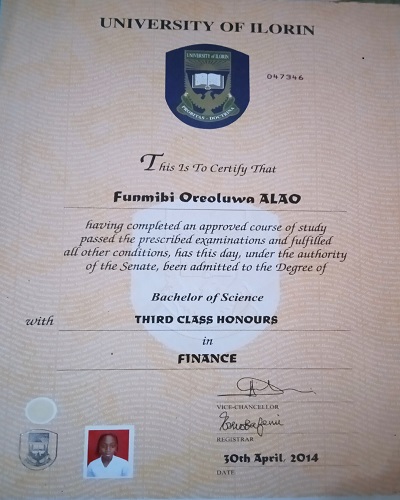 UNIVERSITY OF ILORIN
UNIVERSITY OF ILORIN
PROBITAS - DOCTRINA
047346
This Is To Certify That
Funmibi Oreoluwa ALAO
having completed an approved course of study
passed the prescribed examinations and fulfilled
all other conditions, has this day, under the authority
of the Senate, been admitted to the Degree of
Bachelor of Science
with THIRD CLASS HONOURS
in
FINANCE
VICE-CHANCELLOR
REGISTRAR
30th April, 2014
DATE